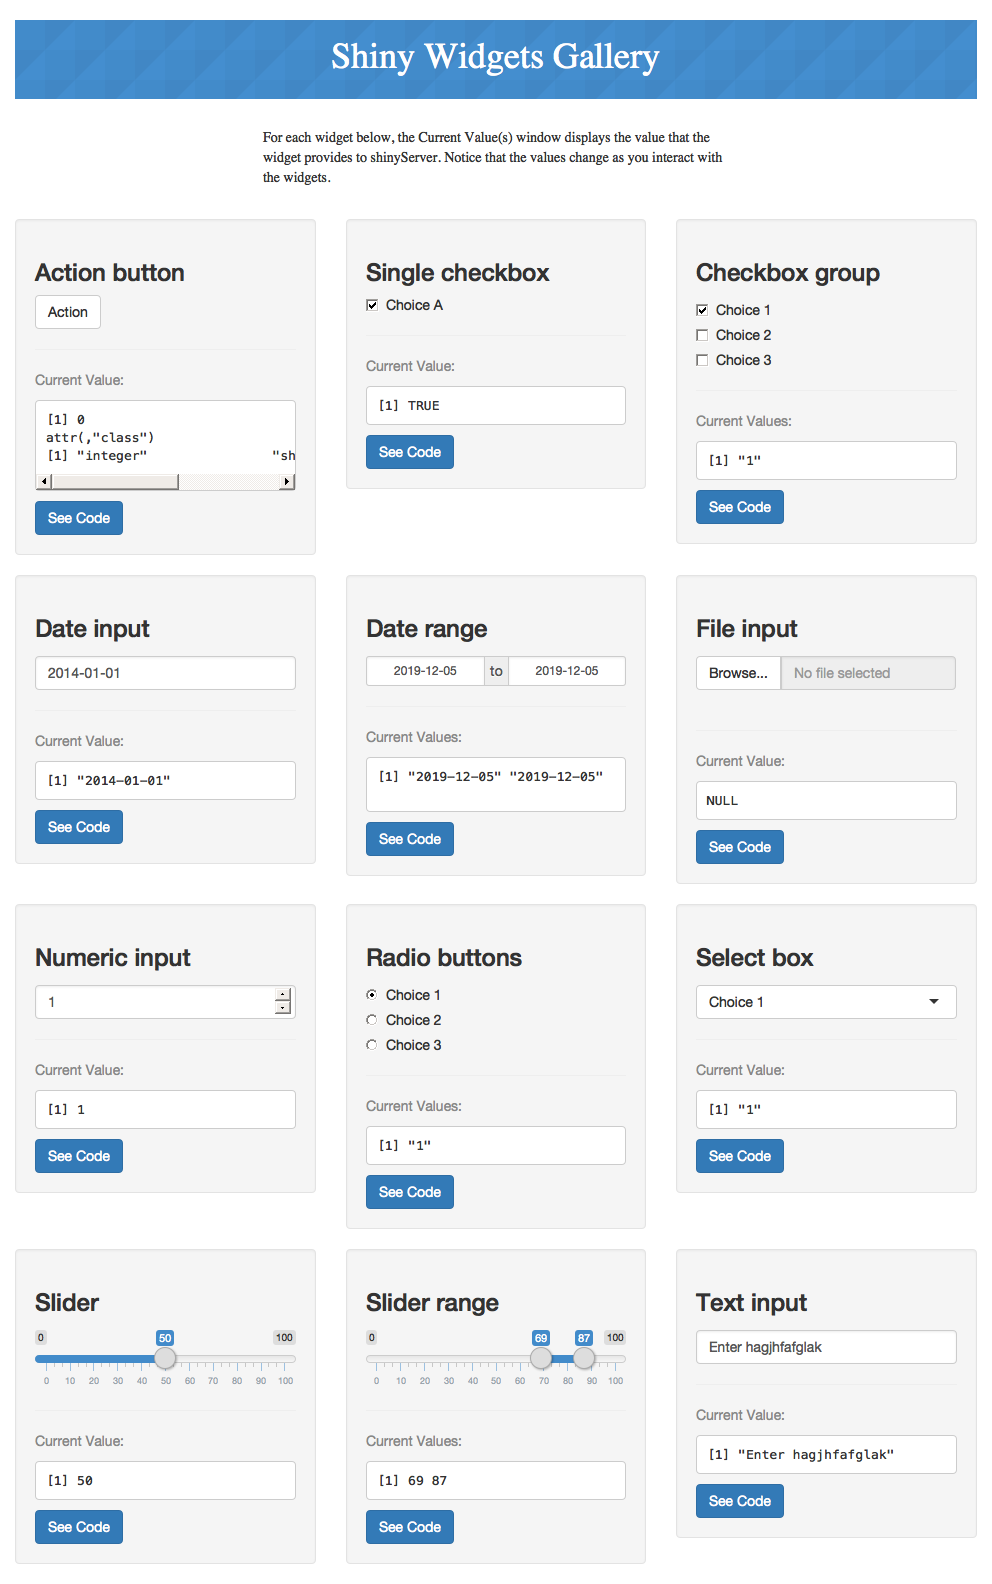 Shiny Widgets Gallery
For each widget below, the Current Value(s) window displays the value that the
widget provides to shinyServer. Notice that the values change as you interact with
the widgets.
Action button
Action
Current Value:
[1] 0
attr(,"class")
[1] "integer" "sh
See Code
Single checkbox
Choice A
Current Value:
[1] TRUE
See Code
Checkbox group
Choice 1
Choice 2
Choice 3
Current Values:
[1] "1"
See Code
Date input
2014-01-01
Current Value:
[1] "2014-01-01"
See Code
Date range
2019-12-05 to 2019-12-05
Current Values:
[1] "2019-12-05" "2019-12-05"
See Code
File input
Browse... No file selected
Current Value:
NULL
See Code
Numeric input
1
Current Value:
[1] 1
See Code
Radio buttons
Choice 1
Choice 2
Choice 3
Current Values:
[1] "1"
See Code
Select box
Choice 1
Current Value:
[1] "1"
See Code
Slider
0 50 100
0 10 20 30 40 50 60 70 80 90 100
Current Value:
[1] 50
See Code
Slider range
0 69 87 100
0 10 20 30 40 50 60 70 80 90 100
Current Values:
[1] 69 87
See Code
Text input
Enter hagjhfafglak
Current Value:
[1] "Enter hagjhfafglak"
See Code